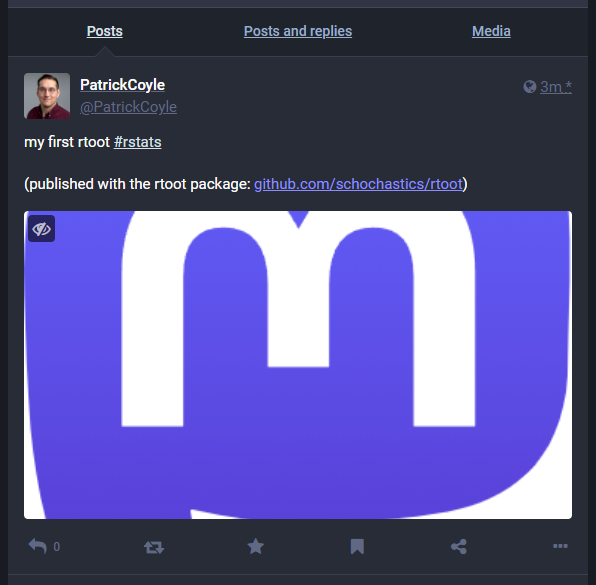 Posts Posts and replies Media
PatrickCoyle 3m *
@PatrickCoyle
my first rtoot #rstats
(published with the rtoot package: github.com/schochastics/rtoot)
m
0